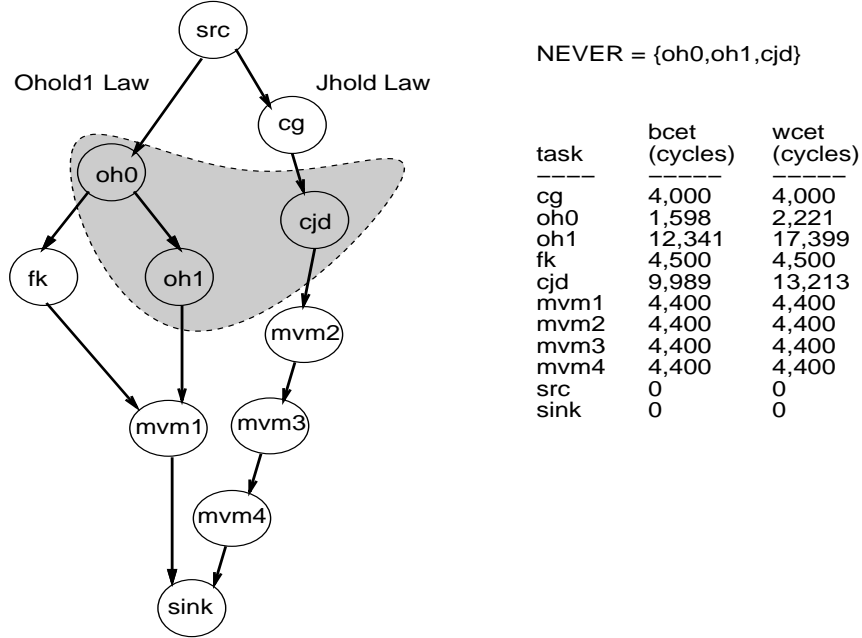 src
NEVER = {oh0,oh1,cjd}
Ohold1 Law
Jhold Law
cg
oh0
cjd
fk
oh1
mvm2
mvm1
mvm3
mvm4
sink
bcet wcet
task (cycles) (cycles)
---- ----- -----
cg 4,000 4,000
oh0 1,598 2,221
oh1 12,341 17,399
fk 4,500 4,500
cjd 9,989 13,213
mvm1 4,400 4,400
mvm2 4,400 4,400
mvm3 4,400 4,400
mvm4 4,400 4,400
src 0 0
sink 0 0